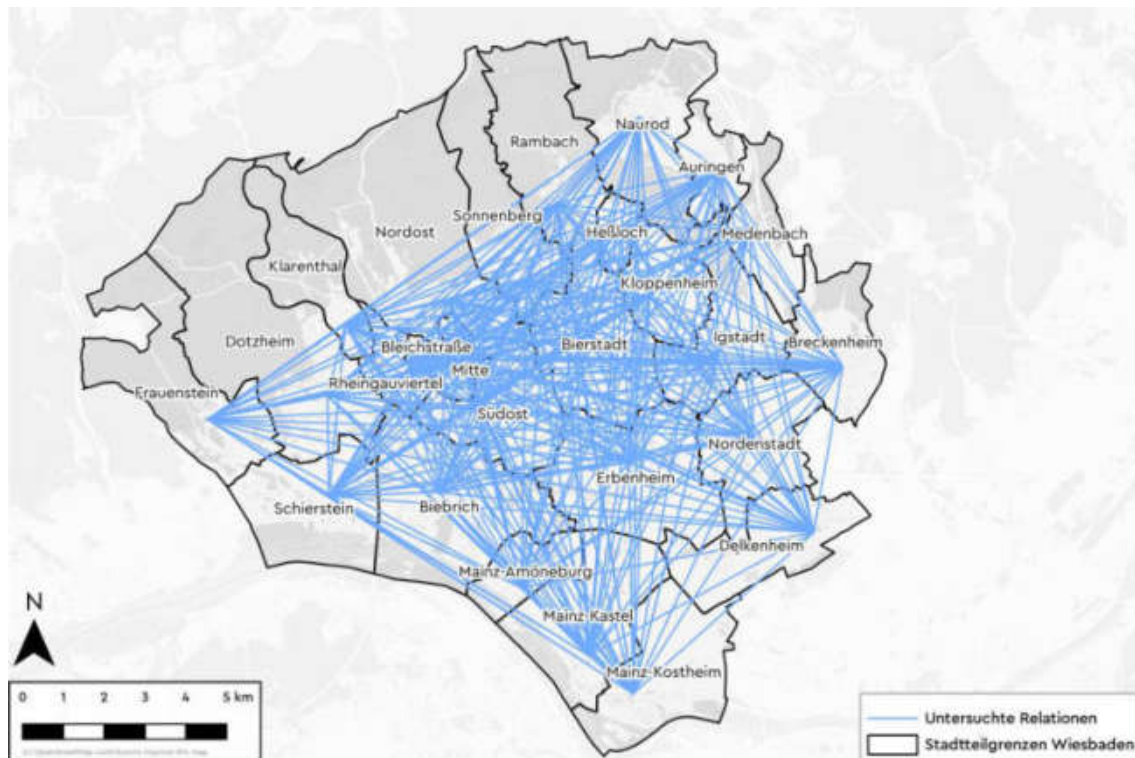 Naurod
Rambach
Auringen
Sonnenberg
Heßloch
Medenbach
Nordost
Klarenthal
Kloppenheim
Dotzheim
Bleichstraße
Bierstadt
Igstadt
Breckenheim
Mitte
Rheingauviertel
Frauenstein
Südost
Nordenstadt
Erbenheim
Schierstein
Biebrich
Delkenheim
Mainz-Amöneburg
Mainz-Kastel
Mainz-Kostheim
N
0 1 2 3 4 5 km
Untersuchte Relationen
Stadtteilgrenzen Wiesbaden